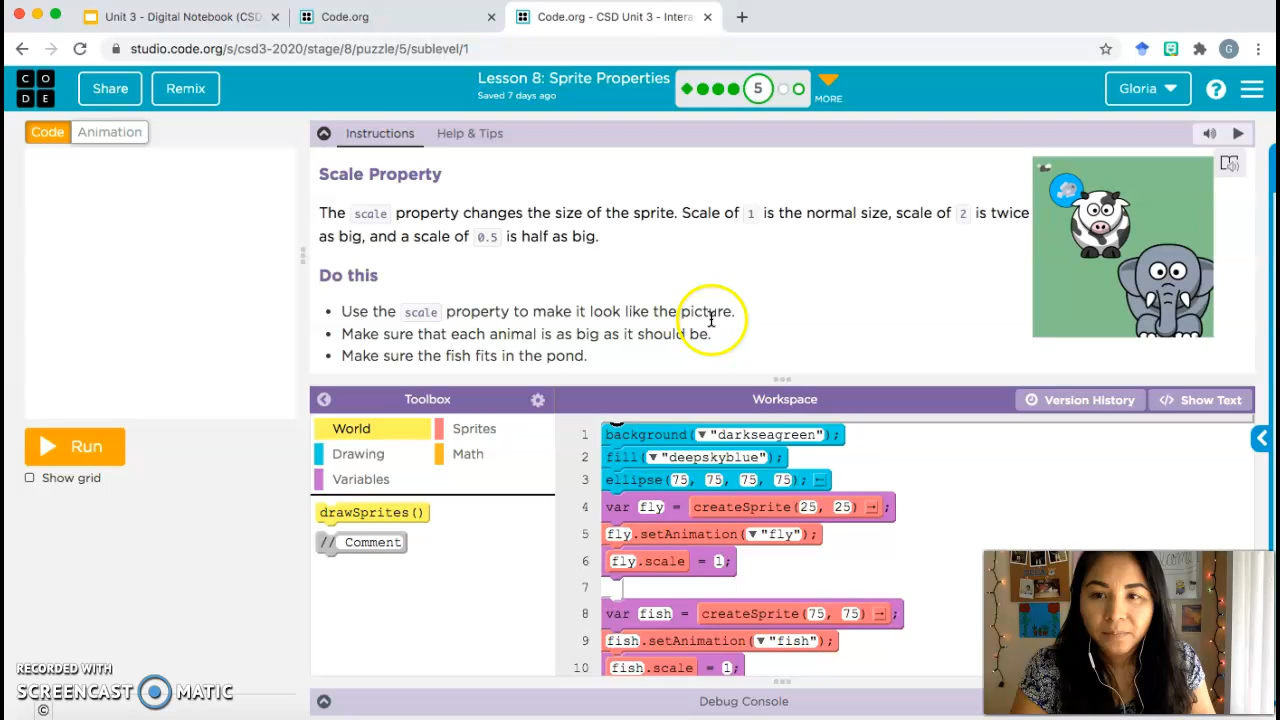 Unit 3 - Digital Notebook (CSD
Code.org
Code.org - CSD Unit 3 - Intera
studio.code.org/s/csd3-2020/stage/8/puzzle/5/sublevel/1
G
C O
D E
Share
Remix
Lesson 8: Sprite Properties
Saved 7 days ago
5
MORE
Gloria
?
Code
Animation
Instructions
Help & Tips
Scale Property
The scale property changes the size of the sprite. Scale of 1 is the normal size, scale of 2 is twice
as big, and a scale of 0.5 is half as big.
Do this
• Use the scale property to make it look like the picture.
• Make sure that each animal is as big as it should be.
• Make sure the fish fits in the pond.
Toolbox
Workspace
Version History
</> Show Text
Run
Show grid
World
Sprites
Drawing
Math
Variables
drawSprites()
// Comment
1 background("darkseagreen");
2 fill("deepskyblue");
3 ellipse(75, 75, 75, 75);
4 var fly = createSprite(25, 25);
5 fly.setAnimation("fly");
6 fly.scale = 1;
7
8 var fish = createSprite(75, 75);
9 fish.setAnimation("fish");
10 fish.scale = 1;
Debug Console
RECORDED WITH
SCREENCAST MATIC
©